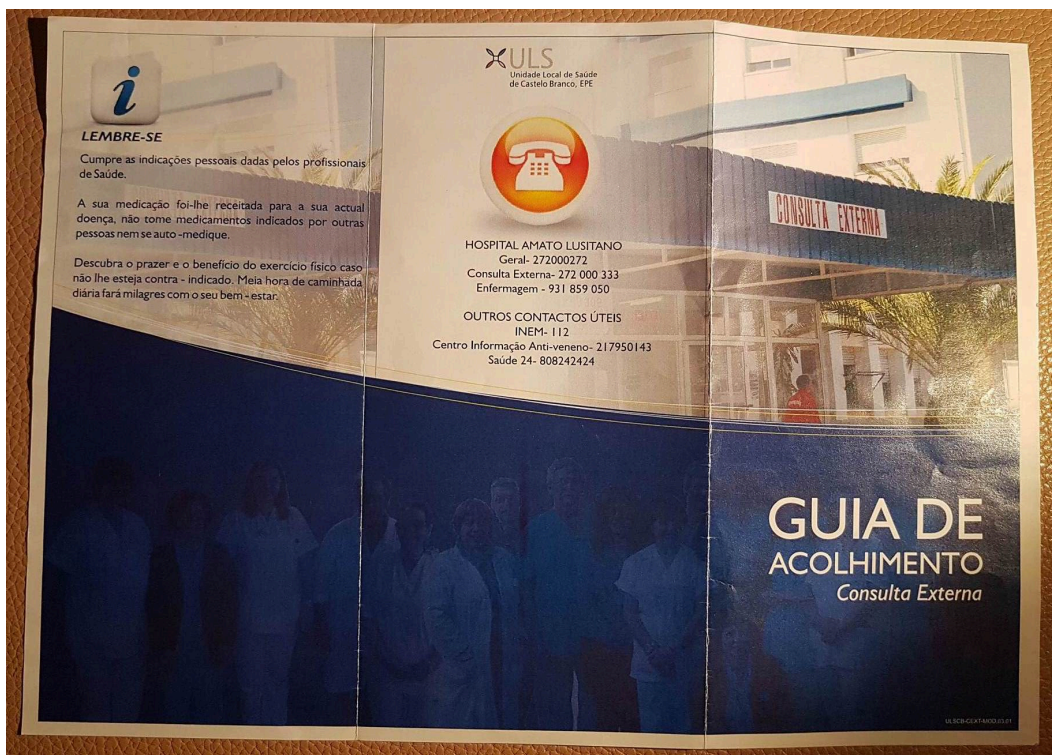 LEMBRE-SE
Cumpre as indicações pessoais dadas pelos profissionais
de Saúde.
A sua medicação foi-lhe receitada para a sua actual
doença, não tome medicamentos indicados por outras
pessoas nem se auto -medique.
Descubra o prazer e o benefício do exercício físico caso
não lhe esteja contra - indicado. Meia hora de caminhada
diária fará milagres com o seu bem - estar.
ULS
Unidade Local de Saúde
de Castelo Branco, EPE
HOSPITAL AMATO LUSITANO
Geral- 272000272
Consulta Externa- 272 000 333
Enfermagem - 931 859 050
OUTROS CONTACTOS ÚTEIS
INEM- 112
Centro Informação Anti-veneno- 217950143
Saúde 24- 808242424
CONSULTA EXTERNA
GUIA DE
ACOLHIMENTO
Consulta Externa